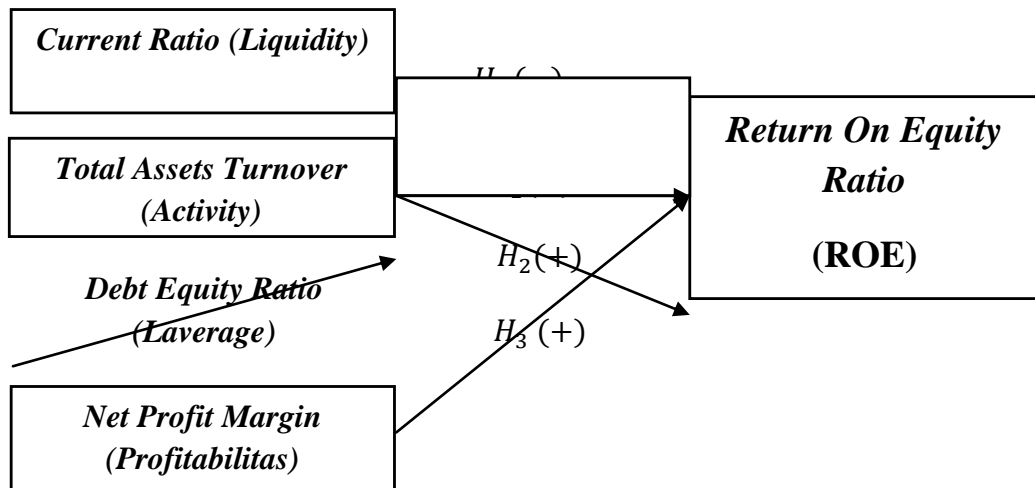 Current Ratio (Liquidity)
Total Assets Turnover
(Activity)
Debt Equity Ratio
(Laverage)
Net Profit Margin
(Profitabilitas)
H₂(+)
H₃ (+)
Return On Equity
Ratio
(ROE)